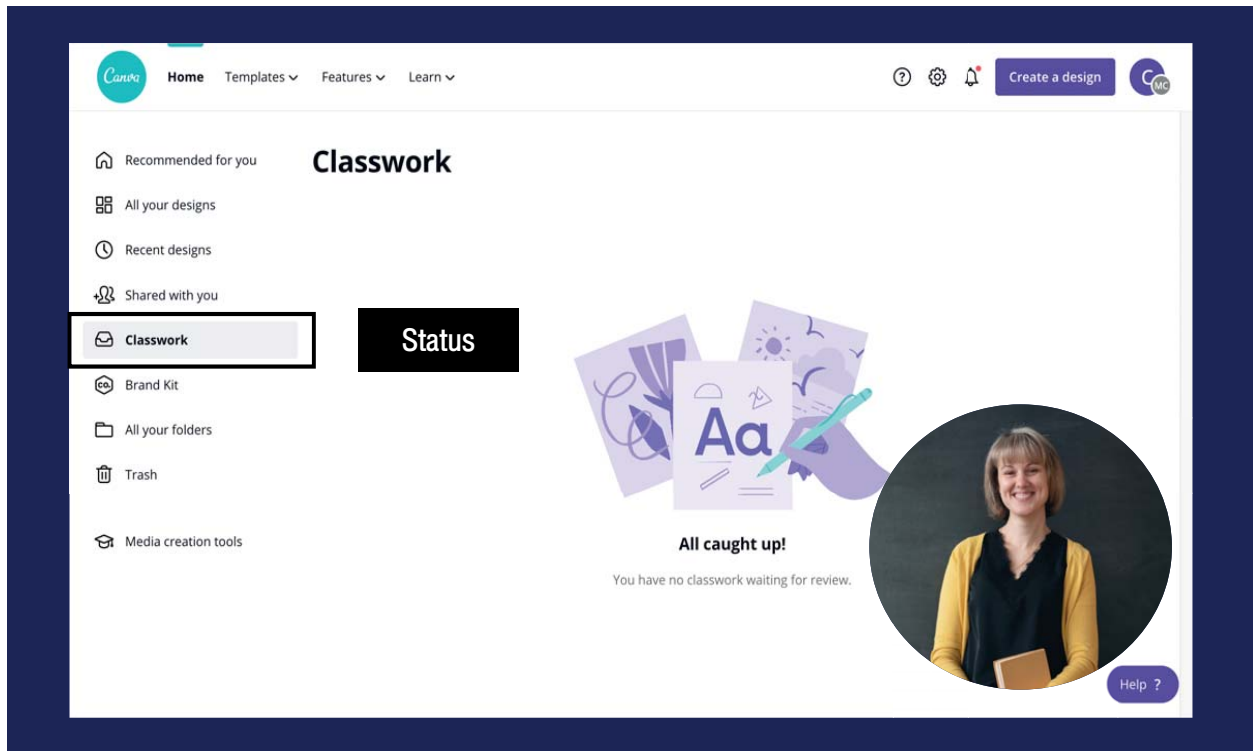 Canva
Home Templates Features Learn
Create a design
C
MC
Recommended for you
Classwork
All your designs
Recent designs
Shared with you
Classwork
Status
CO.
Brand Kit
All your folders
Trash
Media creation tools
Aa
All caught up!
You have no classwork waiting for review.
Help ?